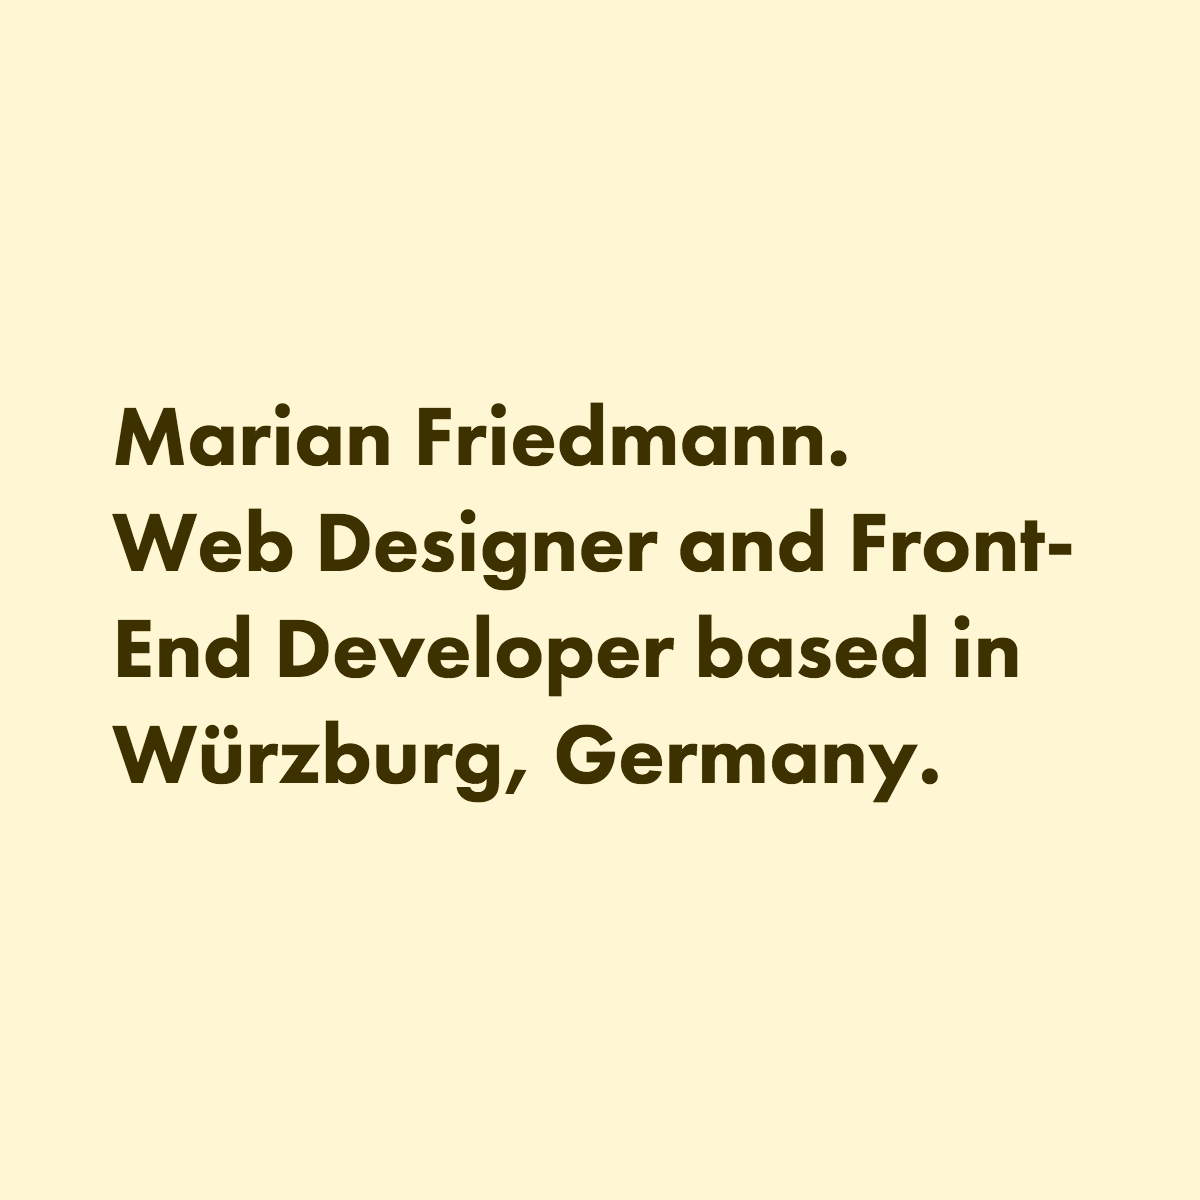 Marian Friedmann.
Web Designer and Front-
End Developer based in
Würzburg, Germany.